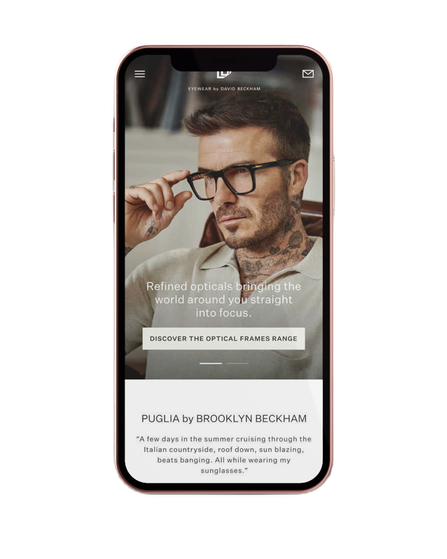 EYEWEAR by DAVID BECKHAM
Refined opticals bringing the
world around you straight
into focus.
DISCOVER THE OPTICAL FRAMES RANGE
PUGLIA by BROOKLYN BECKHAM
“A few days in the summer cruising through the
Italian countryside, roof down, sun blazing,
beats banging. All while wearing my
sunglasses.”